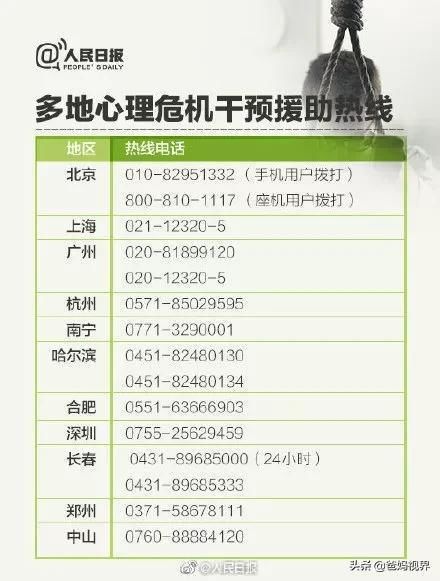 @人民日报
PEOPLE'S DAILY
多地心理危机干预援助热线
地区 热线电话
北京 010-82951332（手机用户拨打）
800-810-1117（座机用户拨打）
上海 021-12320-5
广州 020-81899120
020-12320-5
杭州 0571-85029595
南宁 0771-3290001
哈尔滨 0451-82480130
0451-82480134
合肥 0551-63666903
深圳 0755-25629459
长春 0431-89685000（24小时）
0431-89685333
郑州 0371-58678111
中山 0760-88884120
@人民日报
头条@爸妈视界